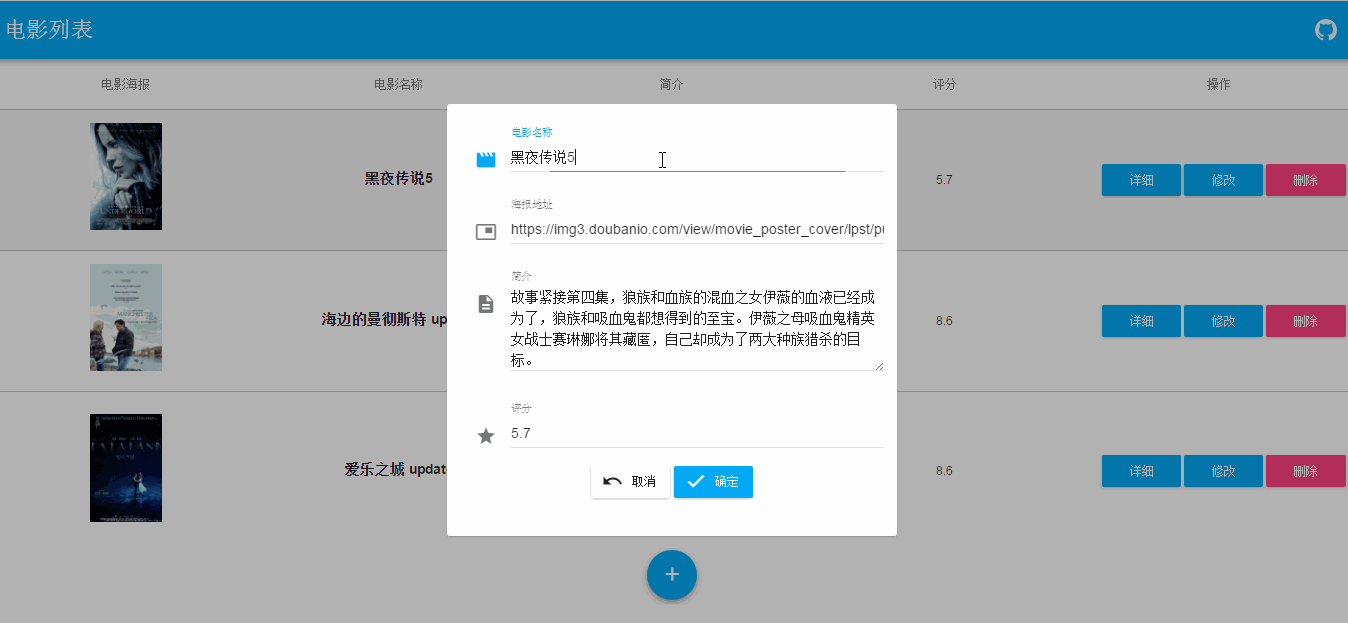 电影列表
电影海报 电影名称 简介 评分 操作
UNDERWORLD
黑夜传说5
5.7
详细 修改 删除
MANCHESTER
海边的曼彻斯特 up
8.6
详细 修改 删除
LA LA LAND
爱乐之城 updat
8.6
详细 修改 删除
电影名称
黑夜传说5
海报地址
https://img3.doubanio.com/view/movie_poster_cover/lpst/pu
简介
故事紧接第四集，狼族和血族的混血之女伊薇的血液已经成
为了，狼族和吸血鬼都想得到的至宝。伊薇之母吸血鬼精英
女战士赛琳娜将其藏匿，自己却成为了两大种族猎杀的目
标。
评分
5.7
取消 确定
+